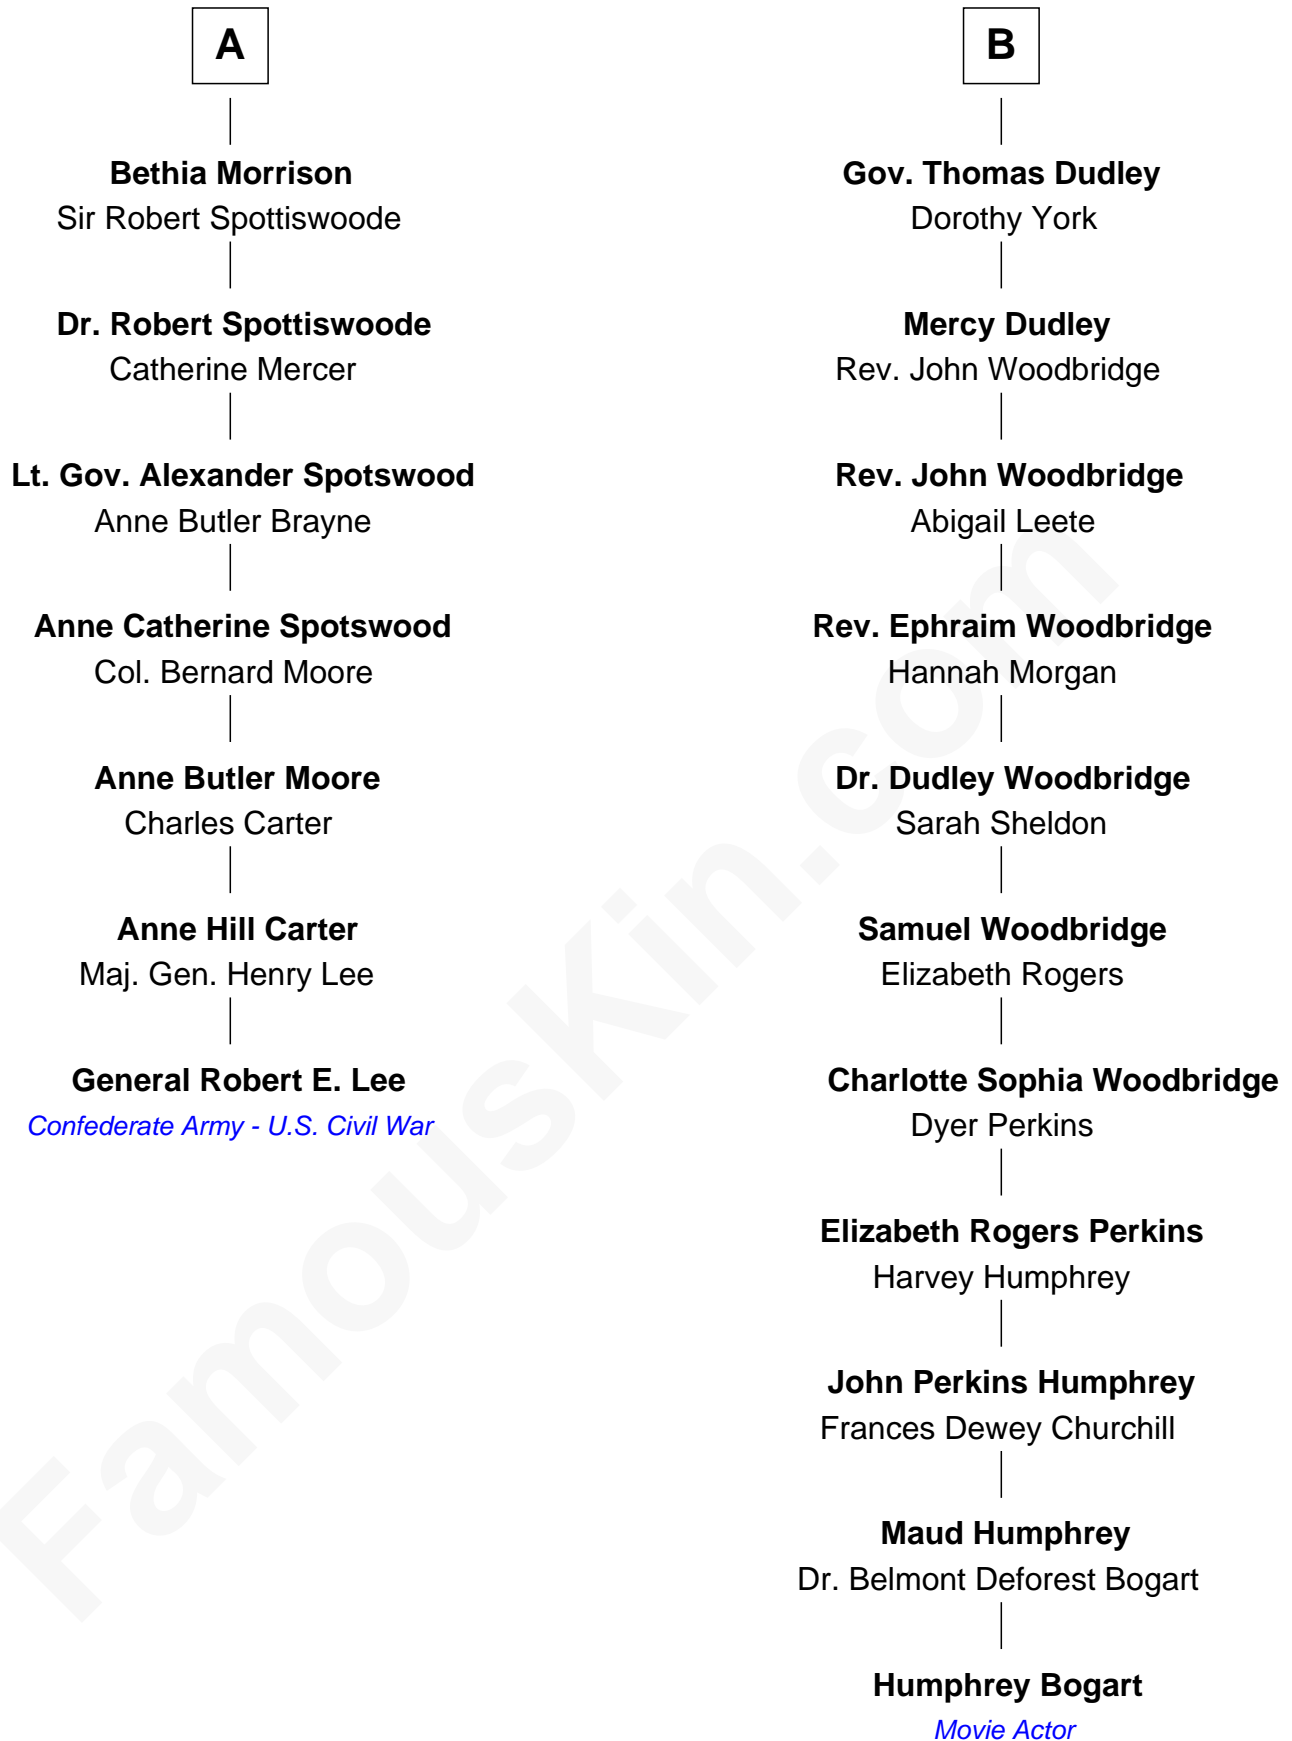 A
Bethia Morrison
Sir Robert Spottiswoode
Dr. Robert Spottiswoode
Catherine Mercer
Lt. Gov. Alexander Spotswood
Anne Butler Brayne
Anne Catherine Spotswood
Col. Bernard Moore
Anne Butler Moore
Charles Carter
Anne Hill Carter
Maj. Gen. Henry Lee
General Robert E. Lee
Confederate Army - U.S. Civil War
B
Gov. Thomas Dudley
Dorothy York
Mercy Dudley
Rev. John Woodbridge
Rev. John Woodbridge
Abigail Leete
Rev. Ephraim Woodbridge
Hannah Morgan
Dr. Dudley Woodbridge
Sarah Sheldon
Samuel Woodbridge
Elizabeth Rogers
Charlotte Sophia Woodbridge
Dyer Perkins
Elizabeth Rogers Perkins
Harvey Humphrey
John Perkins Humphrey
Frances Dewey Churchill
Maud Humphrey
Dr. Belmont Deforest Bogart
Humphrey Bogart
Movie Actor
FamousKin.com